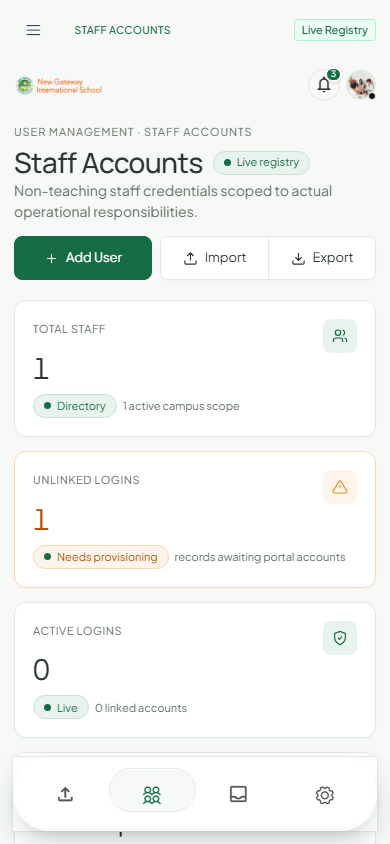 STAFF ACCOUNTS
Live Registry
New Gateway
International School
3
USER MANAGEMENT · STAFF ACCOUNTS
Staff Accounts
Live registry
Non-teaching staff credentials scoped to actual
operational responsibilities.
Add User
Import
Export
TOTAL STAFF
1
Directory
1 active campus scope
UNLINKED LOGINS
1
Needs provisioning
records awaiting portal accounts
ACTIVE LOGINS
0
Live
0 linked accounts